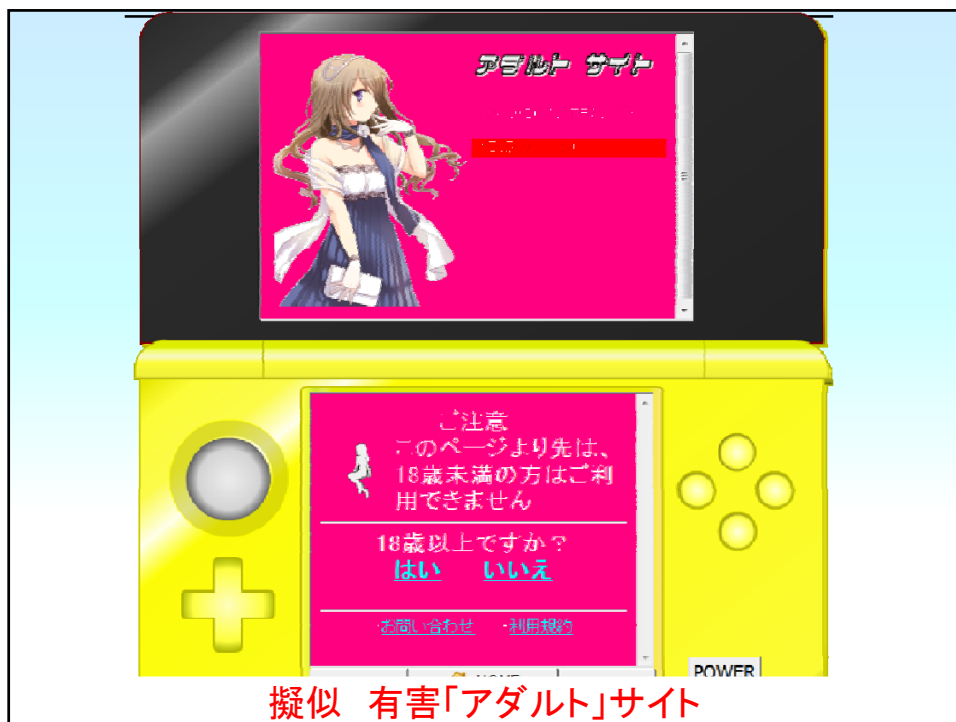 アダルト サイト
ご注意
このページより先は、
18歳未満の方はご利
用できません
18歳以上ですか？
はい いいえ
・お問い合わせ ・利用規約
POWER
擬似 有害「アダルト」サイト